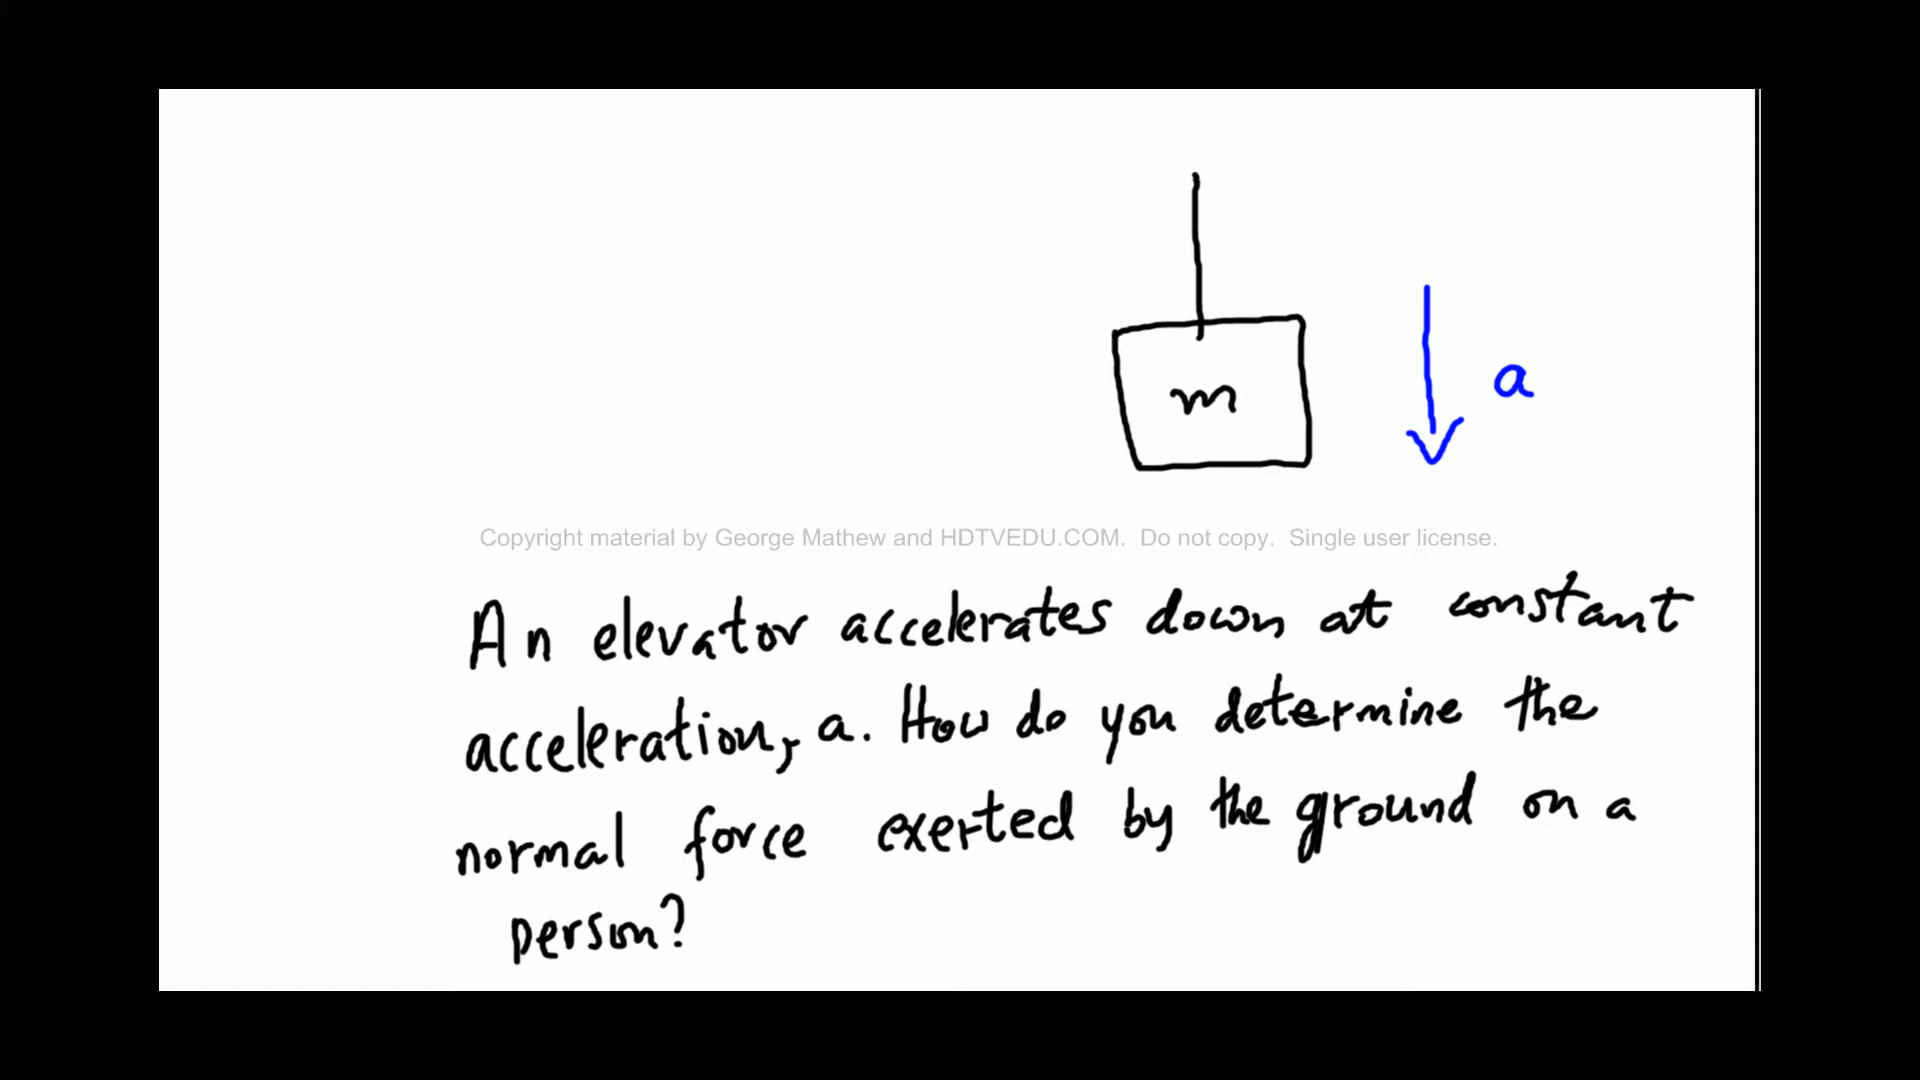 m
a
Copyright material by George Mathew and HDTVEDU.COM. Do not copy. Single user license.
An elevator accelerates down at constant
acceleration, a. How do you determine the
normal force exerted by the ground on a
person?